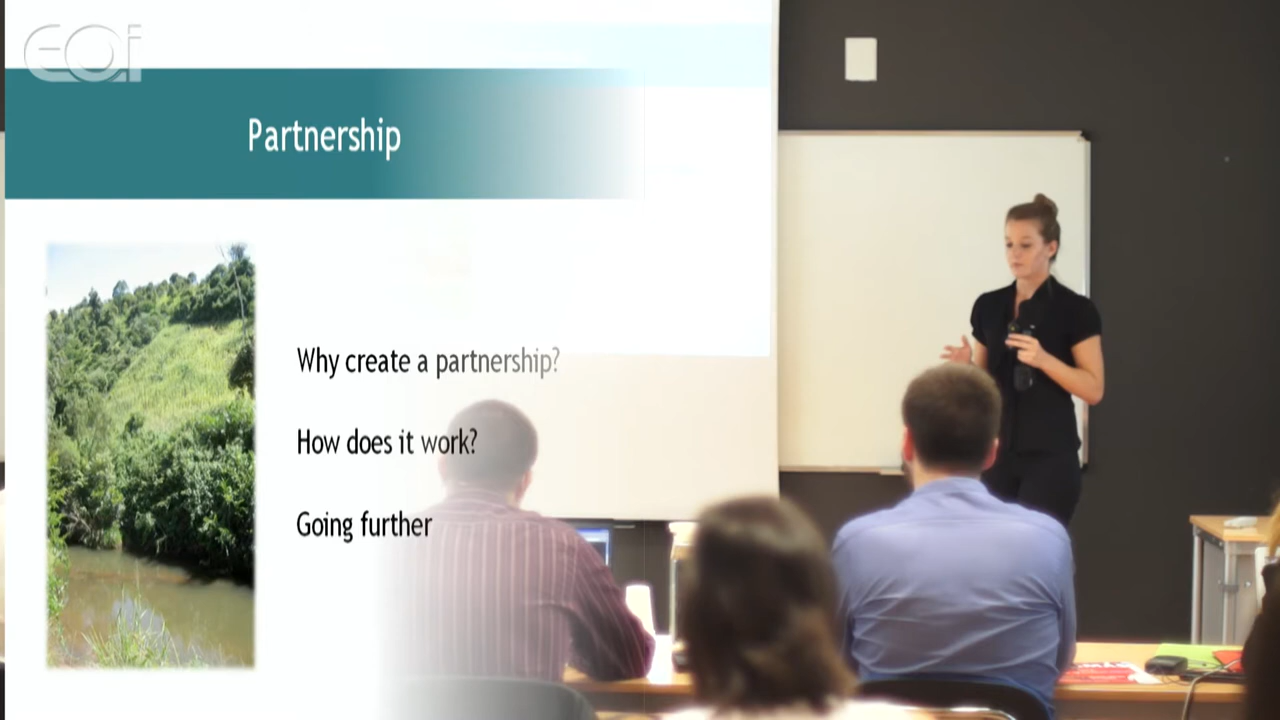 EOi
Partnership
Why create a partnership?
How does it work?
Going further